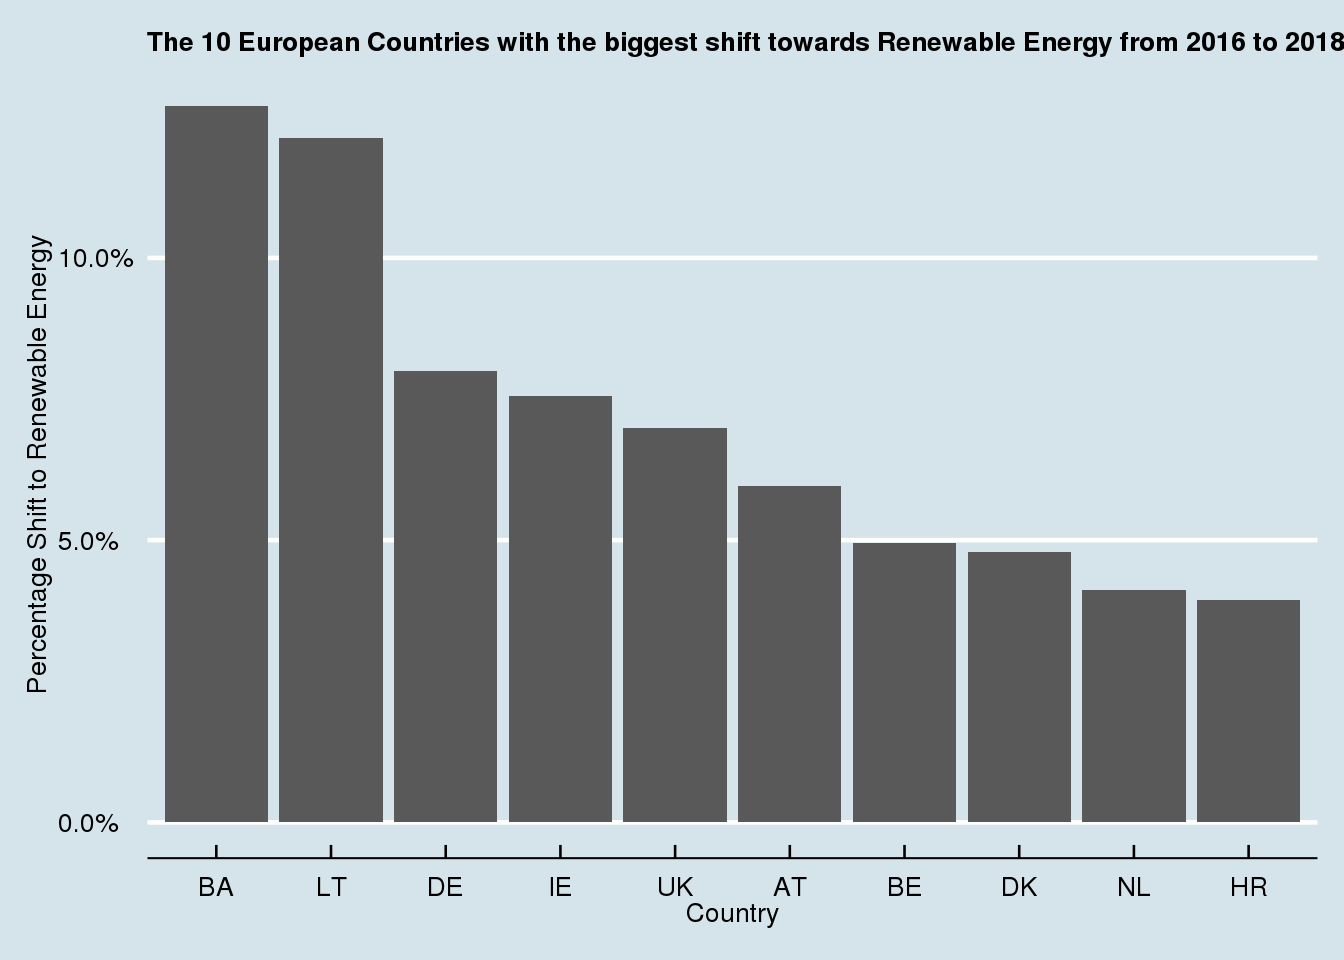 The 10 European Countries with the biggest shift towards Renewable Energy from 2016 to 2018
Percentage Shift to Renewable Energy
10.0%
5.0%
0.0%
BA LT DE IE UK AT BE DK NL HR
Country